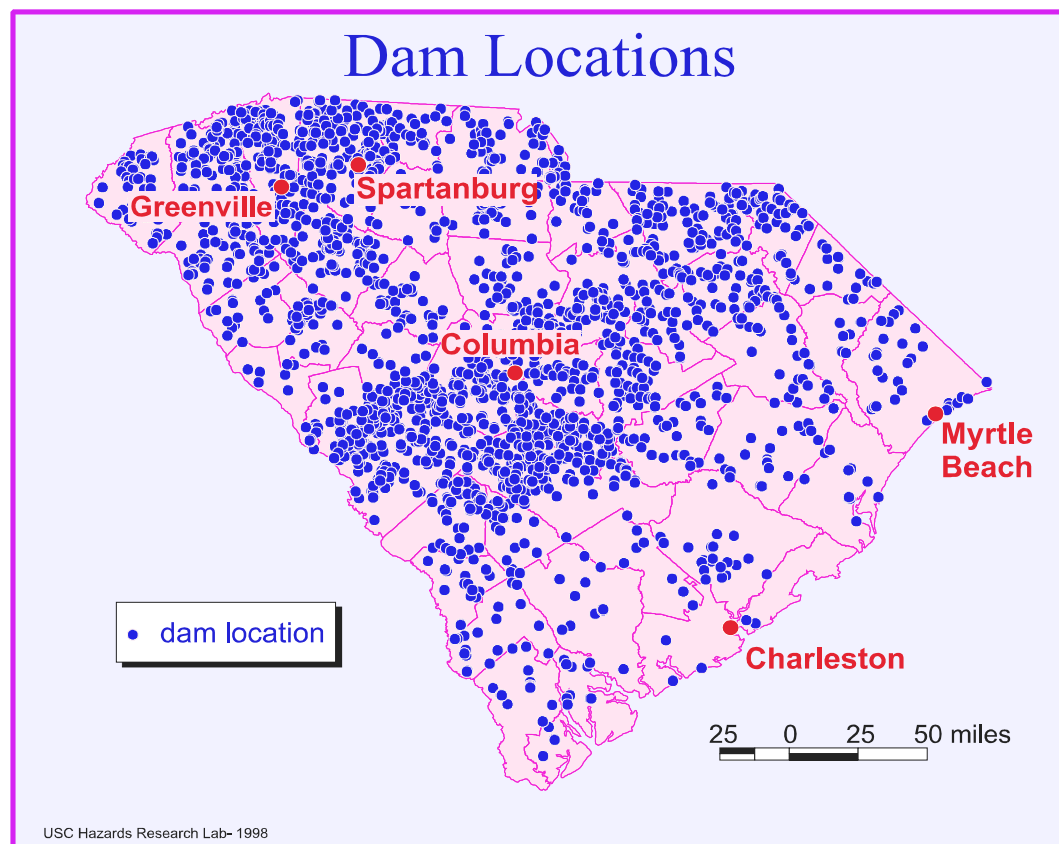 Dam Locations
Spartanburg
Greenville
Columbia
Myrtle
Beach
dam location
Charleston
25 0 25 50 miles
USC Hazards Research Lab- 1998